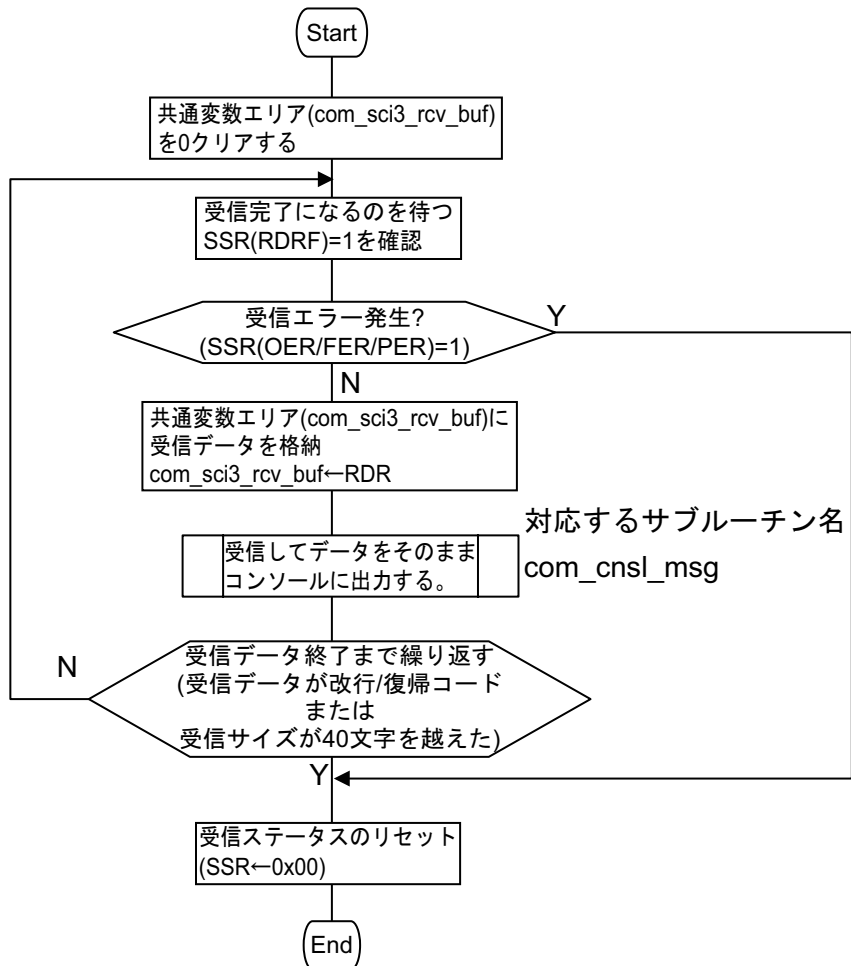 Start
共通変数エリア(com_sci3_rcv_buf)
を0クリアする
受信完了になるのを待つ
SSR(RDRF)=1を確認
受信エラー発生?
(SSR(OER/FER/PER)=1)
Y
N
共通変数エリア(com_sci3_rcv_buf)に
受信データを格納
com_sci3_rcv_buf←RDR
対応するサブルーチン名
com_cnsl_msg
受信してデータをそのまま
コンソールに出力する。
N
受信データ終了まで繰り返す
(受信データが改行/復帰コード
または
受信サイズが40文字を越えた)
Y
受信ステータスのリセット
(SSR←0x00)
End